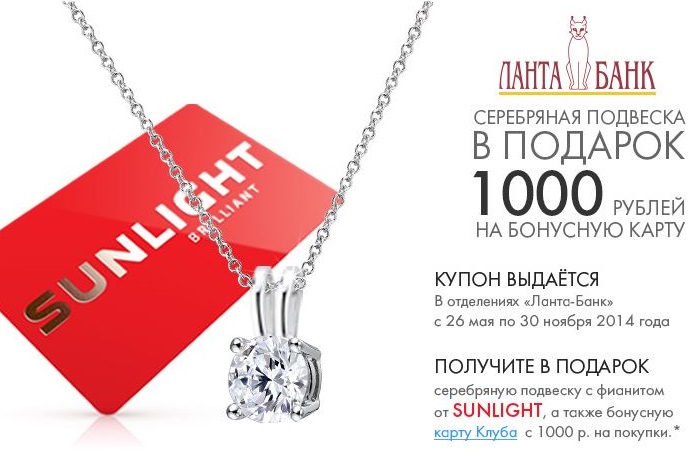 SUNLIGHT
BRILLIANT
ЛАНТА БАНК
СЕРЕБРЯНАЯ ПОДВЕСКА
В ПОДАРОК
1000 РУБЛЕЙ
НА БОНУСНУЮ КАРТУ
КУПОН ВЫДАЁТСЯ
В отделениях «Ланта-Банк»
с 26 мая по 30 ноября 2014 года
ПОЛУЧИТЕ В ПОДАРОК
серебряную подвеску с фианитом
от SUNLIGHT, а также бонусную
карту Клуба с 1000 р. на покупки.*